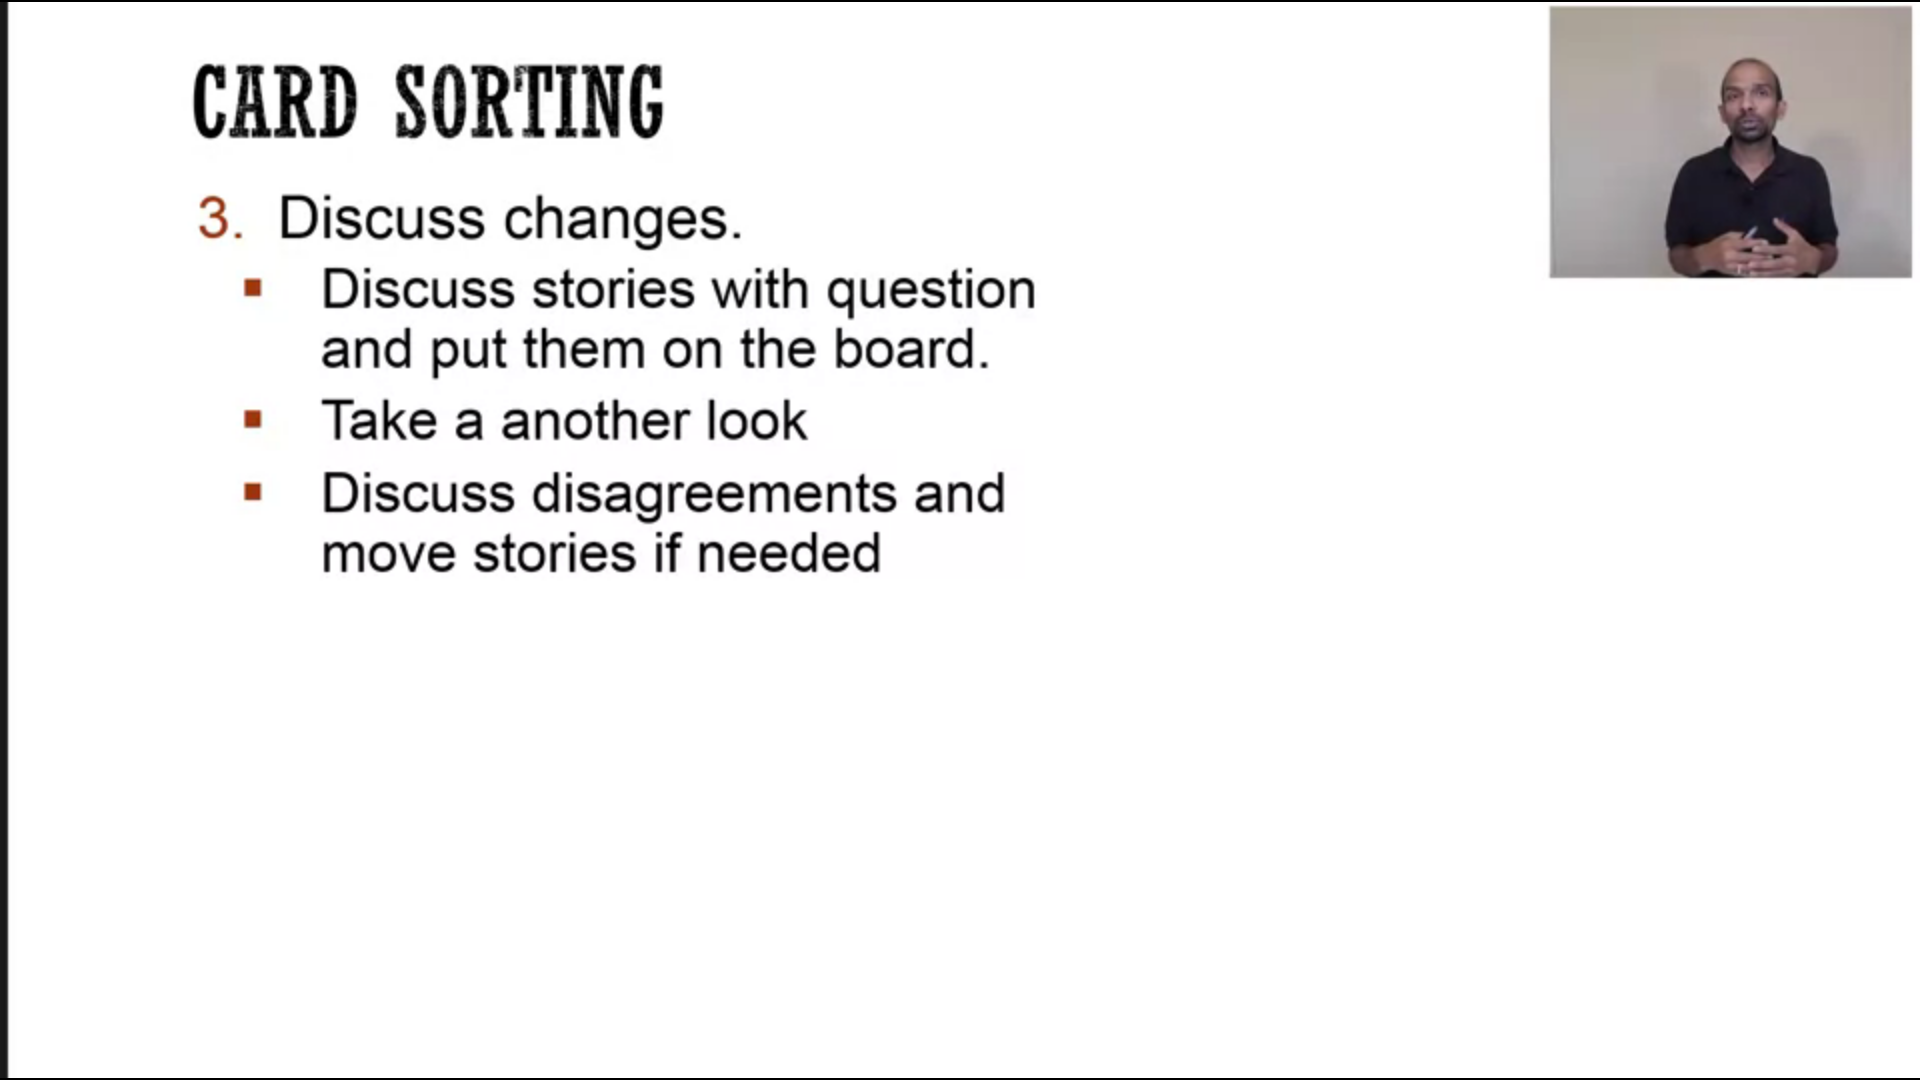 CARD SORTING
3. Discuss changes.
▪ Discuss stories with question
and put them on the board.
▪ Take a another look
▪ Discuss disagreements and
move stories if needed